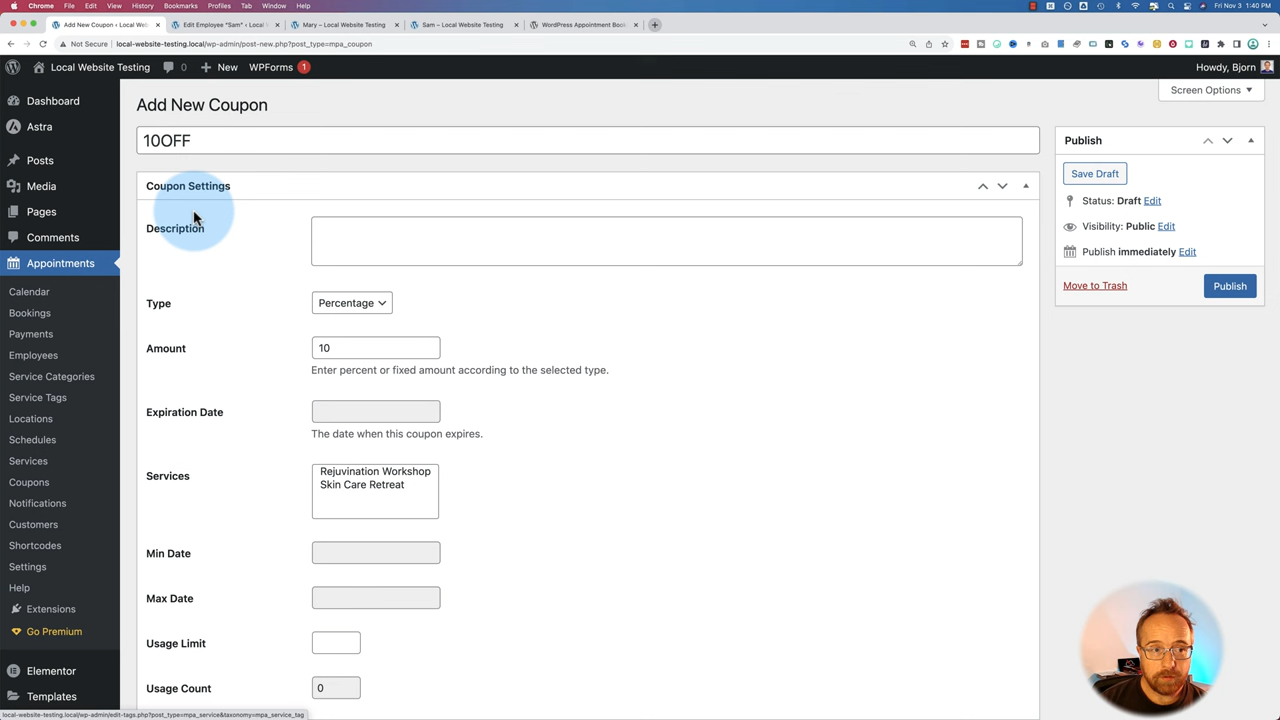 Chrome File Edit View History Bookmarks Profiles Tab Window Help
Fri Nov 3 1:40 PM
Add New Coupon ‹ Local Web
Edit Employee "Sam" ‹ Local
Mary – Local Website Testing
Sam – Local Website Testing
WordPress Appointment Book
Not Secure local-website-testing.local/wp-admin/post-new.php?post_type=mpa_coupon
Local Website Testing 0 New WPForms 1
Howdy, Bjorn
Screen Options
Dashboard
Astra
Posts
Media
Pages
Comments
Appointments
Calendar
Bookings
Payments
Employees
Service Categories
Service Tags
Locations
Schedules
Services
Coupons
Notifications
Customers
Shortcodes
Settings
Help
Extensions
Go Premium
Elementor
Templates
Add New Coupon
10OFF
Coupon Settings
Description
Type Percentage
Amount 10
Enter percent or fixed amount according to the selected type.
Expiration Date
The date when this coupon expires.
Services Rejuvination Workshop
Skin Care Retreat
Min Date
Max Date
Usage Limit
Usage Count 0
Publish
Save Draft
Status: Draft Edit
Visibility: Public Edit
Publish immediately Edit
Move to Trash Publish
local-website-testing.local/wp-admin/edit-tags.php?post_type=mpa_service&taxonomy=mpa_service_tag